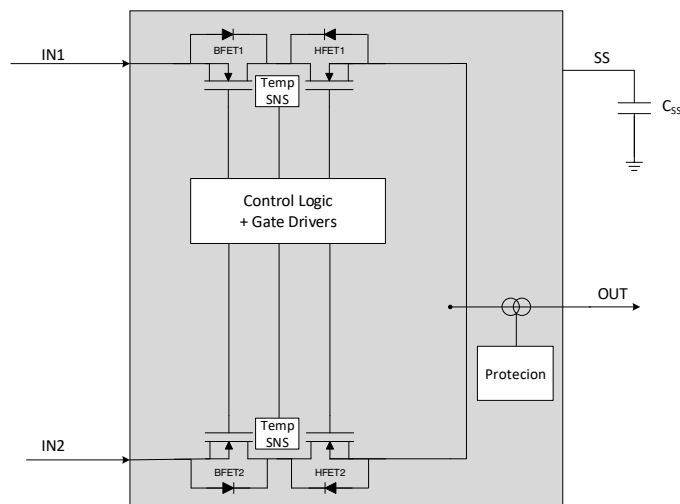 BFET1
HFET1
IN1
Temp
SNS
SS
CSS
Control Logic
+ Gate Drivers
OUT
Protecion
Temp
SNS
IN2
BFET2
HFET2